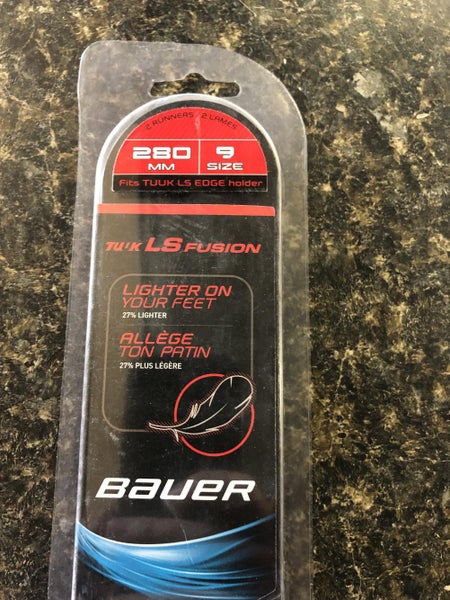 2 RUNNERS / 2 LAMES
280 9
MM SIZE
Fits TUUK LS EDGE holder
TUUK LS FUSION
LIGHTER ON
YOUR FEET
27% LIGHTER
ALLÈGE
TON PATIN
27% PLUS LÉGÈRE
BAUER